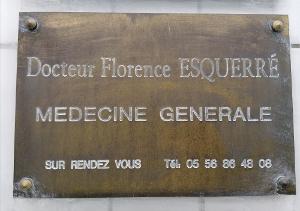 Docteur Florence ESQUERRÉ
MEDECINE GENERALE
SUR RENDEZ VOUS Tél. 05 56 86 48 08